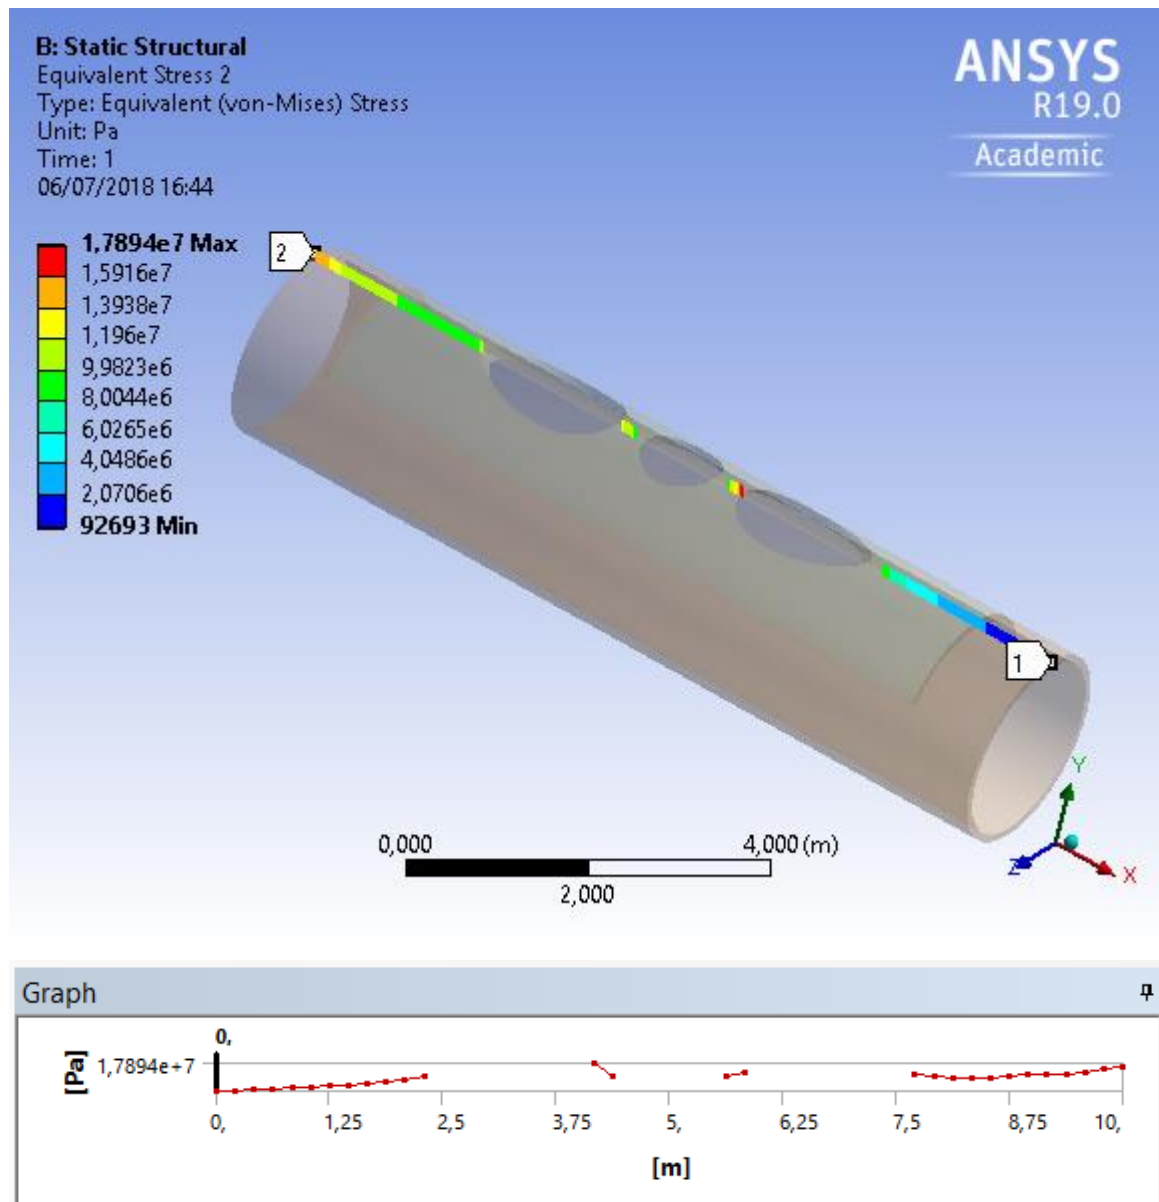 B: Static Structural
Equivalent Stress 2
Type: Equivalent (von-Mises) Stress
Unit: Pa
Time: 1
06/07/2018 16:44
ANSYS
R19.0
Academic
1,7894e7 Max
1,5916e7
1,3938e7
1,196e7
9,9823e6
8,0044e6
6,0265e6
4,0486e6
2,0706e6
92693 Min
2
1
0,000
4,000 (m)
2,000
Y
Z
X
Graph
0,
[Pa]
1,7894e+7
0, 1,25 2,5 3,75 5, 6,25 7,5 8,75 10,
[m]